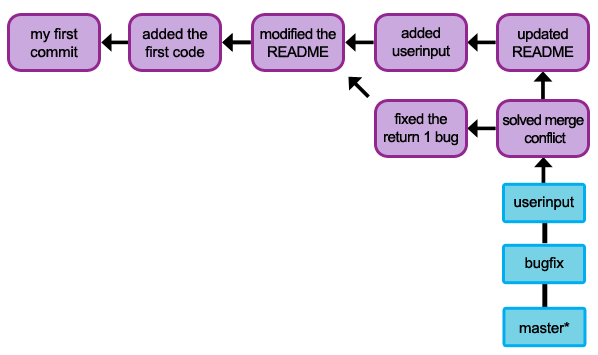 my first
commit
added the
first code
modified the
README
added
userinput
updated
README
fixed the
return 1 bug
solved merge
conflict
userinput
bugfix
master*